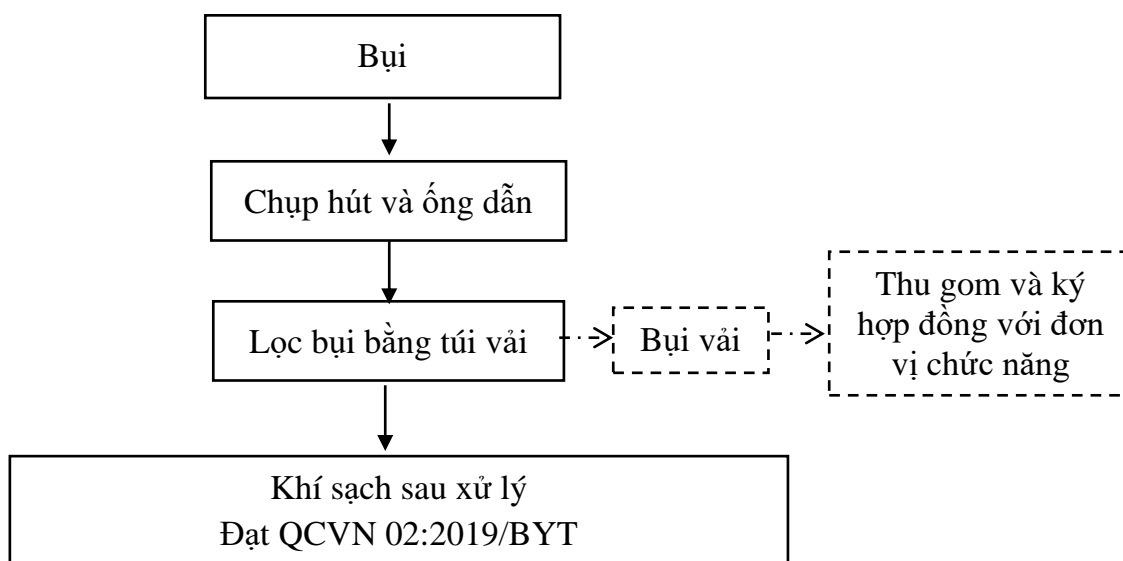 Bụi
Chụp hút và ống dẫn
Lọc bụi bằng túi vải
Bụi vải
Thu gom và ký
hợp đồng với đơn
vị chức năng
Khí sạch sau xử lý
Đạt QCVN 02:2019/BYT